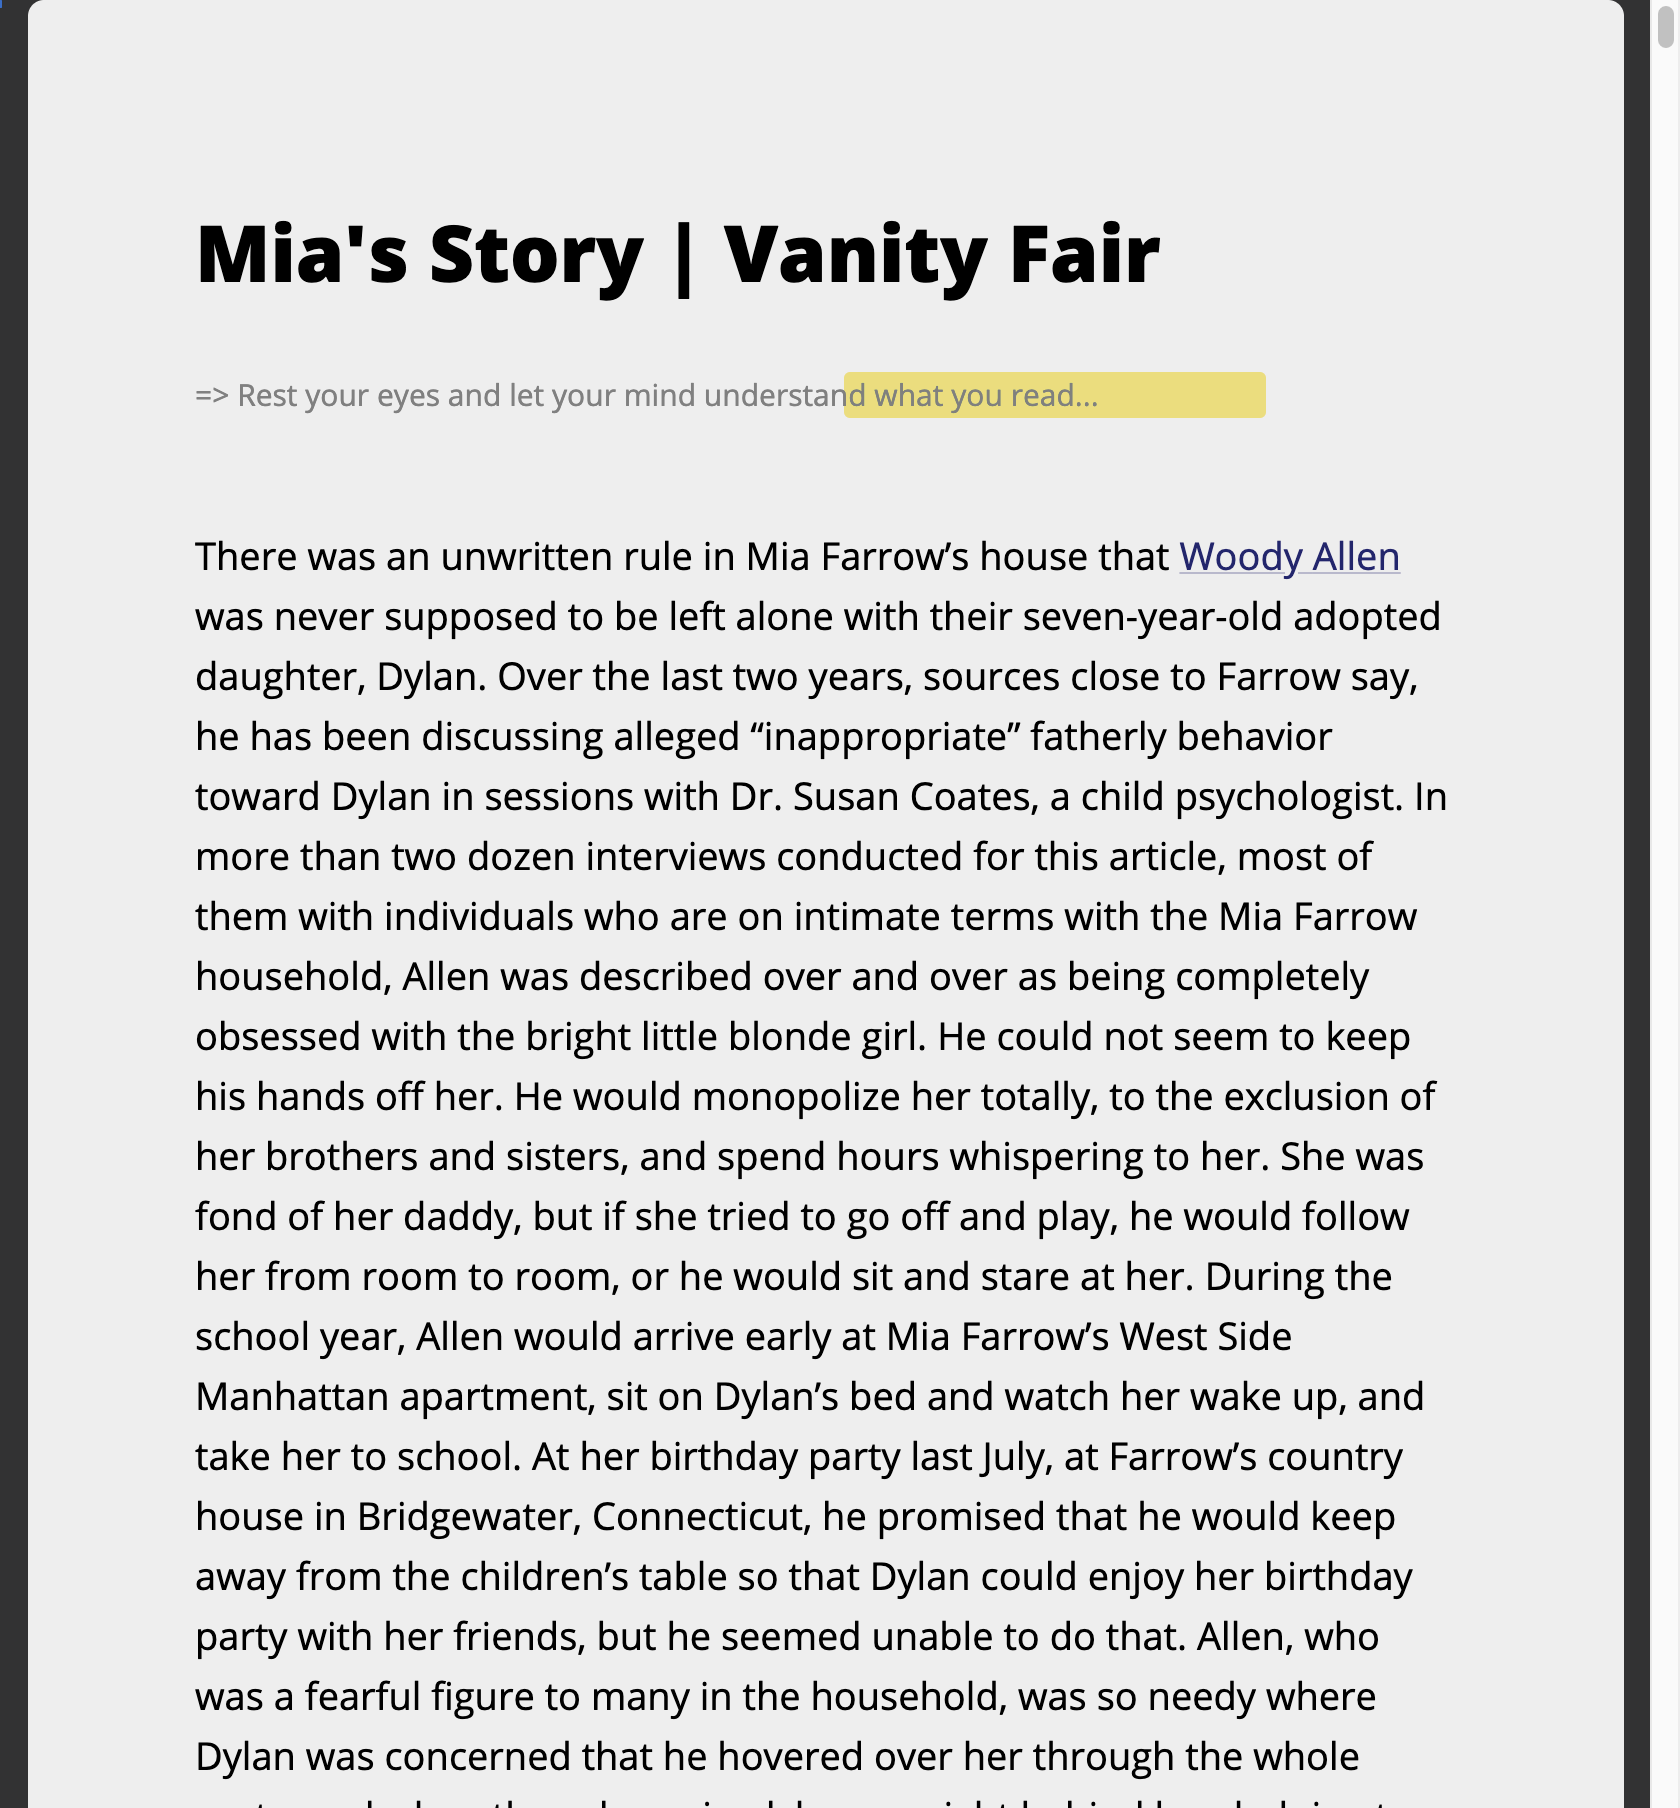 Mia's Story | Vanity Fair
=> Rest your eyes and let your mind understand what you read...
There was an unwritten rule in Mia Farrow’s house that Woody Allen
was never supposed to be left alone with their seven-year-old adopted
daughter, Dylan. Over the last two years, sources close to Farrow say,
he has been discussing alleged “inappropriate” fatherly behavior
toward Dylan in sessions with Dr. Susan Coates, a child psychologist. In
more than two dozen interviews conducted for this article, most of
them with individuals who are on intimate terms with the Mia Farrow
household, Allen was described over and over as being completely
obsessed with the bright little blonde girl. He could not seem to keep
his hands off her. He would monopolize her totally, to the exclusion of
her brothers and sisters, and spend hours whispering to her. She was
fond of her daddy, but if she tried to go off and play, he would follow
her from room to room, or he would sit and stare at her. During the
school year, Allen would arrive early at Mia Farrow’s West Side
Manhattan apartment, sit on Dylan’s bed and watch her wake up, and
take her to school. At her birthday party last July, at Farrow’s country
house in Bridgewater, Connecticut, he promised that he would keep
away from the children’s table so that Dylan could enjoy her birthday
party with her friends, but he seemed unable to do that. Allen, who
was a fearful figure to many in the household, was so needy where
Dylan was concerned that he hovered over her through the whole